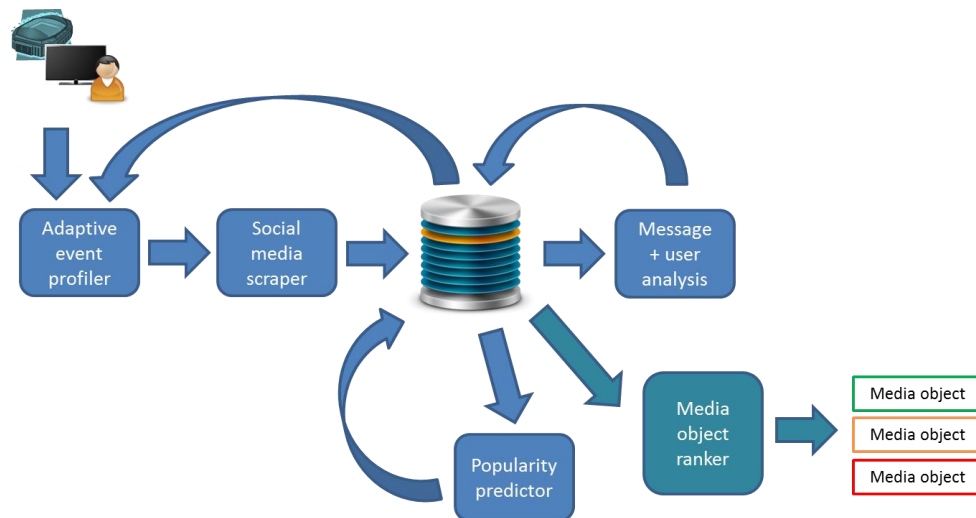 Adaptive
event
profiler
Social
media
scraper
Message
+ user
analysis
Popularity
predictor
Media
object
ranker
Media object
Media object
Media object